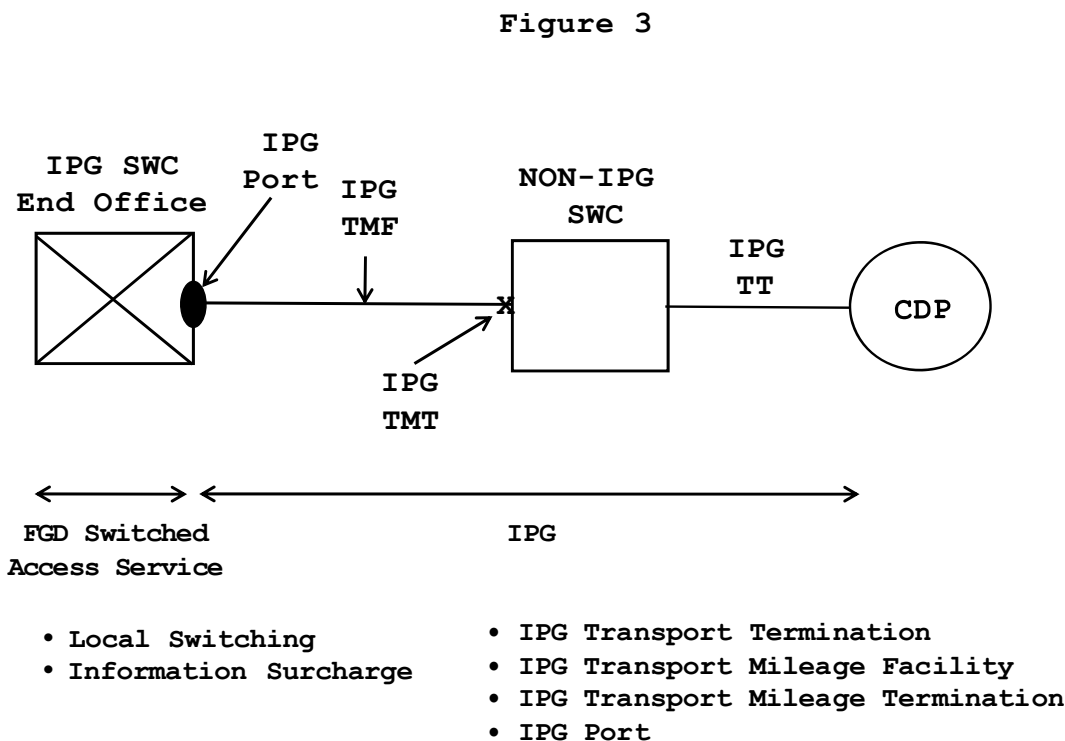 Figure 3
IPG
Port
IPG SWC
End Office
IPG
TMF
NON-IPG
SWC
IPG
TT
X
CDP
IPG
TMT
FGD Switched
Access Service
IPG
• Local Switching
• Information Surcharge
• IPG Transport Termination
• IPG Transport Mileage Facility
• IPG Transport Mileage Termination
• IPG Port